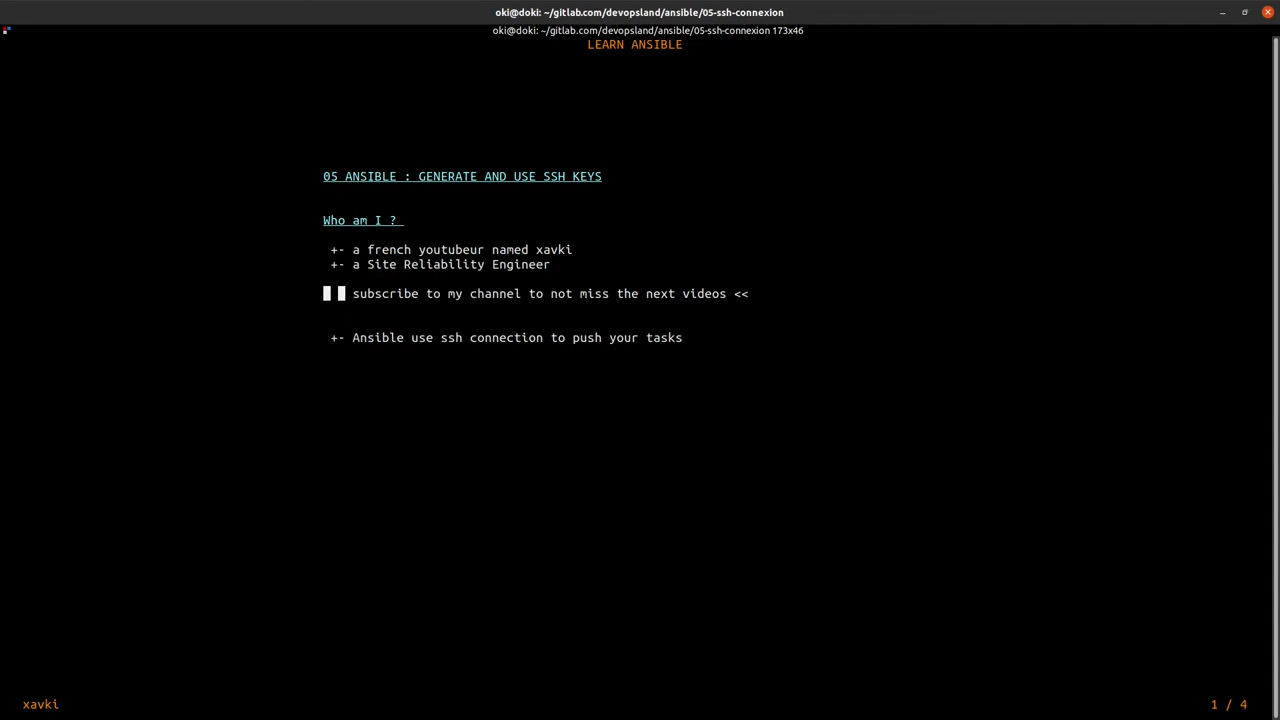 oki@doki: ~/gitlab.com/devopsland/ansible/05-ssh-connexion
oki@doki: ~/gitlab.com/devopsland/ansible/05-ssh-connexion 173x46
LEARN ANSIBLE
05 ANSIBLE : GENERATE AND USE SSH KEYS
Who am I ?
+- a french youtubeur named xavki
+- a Site Reliability Engineer
subscribe to my channel to not miss the next videos <<
+- Ansible use ssh connection to push your tasks
xavki
1 / 4